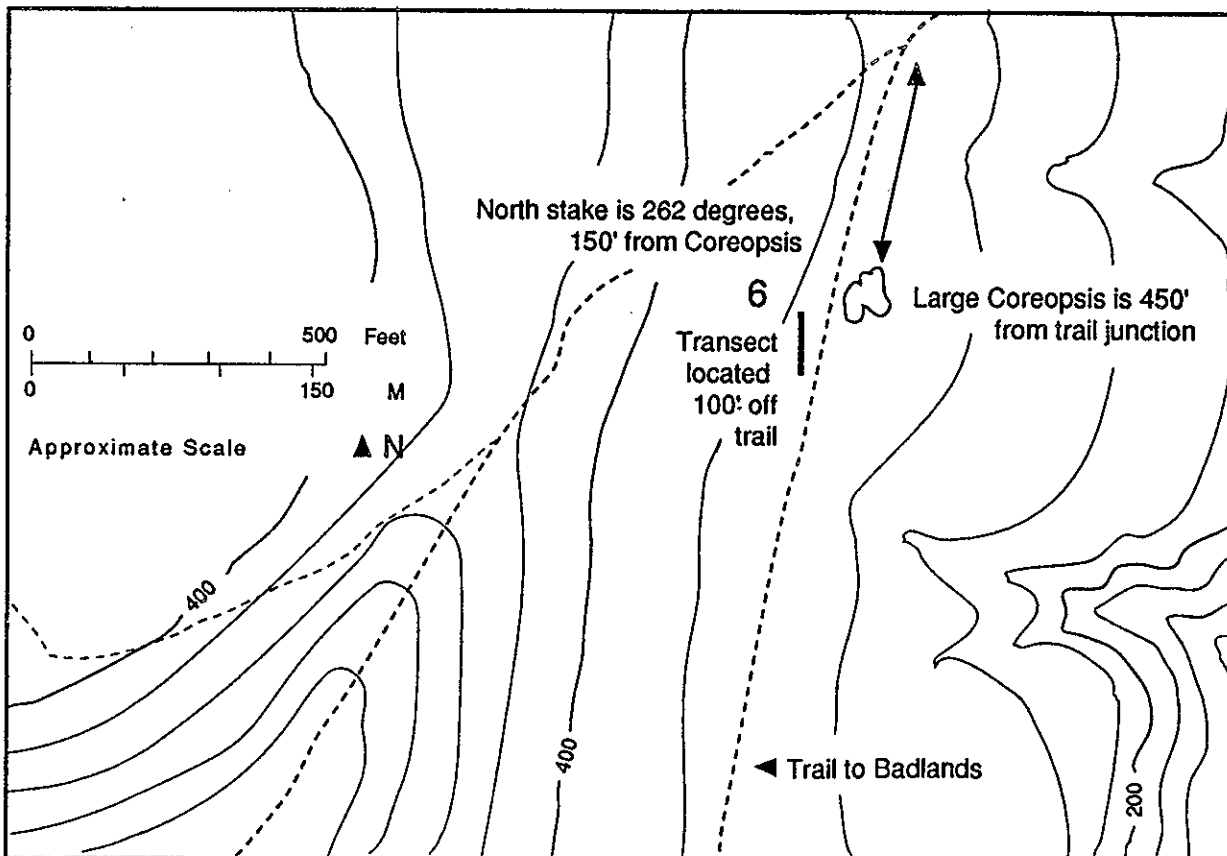 North stake is 262 degrees,
150' from Coreopsis
6
Large Coreopsis is 450'
from trail junction
Transect
located
100' off
trail
0 500 Feet
0 150 M
Approximate Scale
N
400
400
Trail to Badlands
200